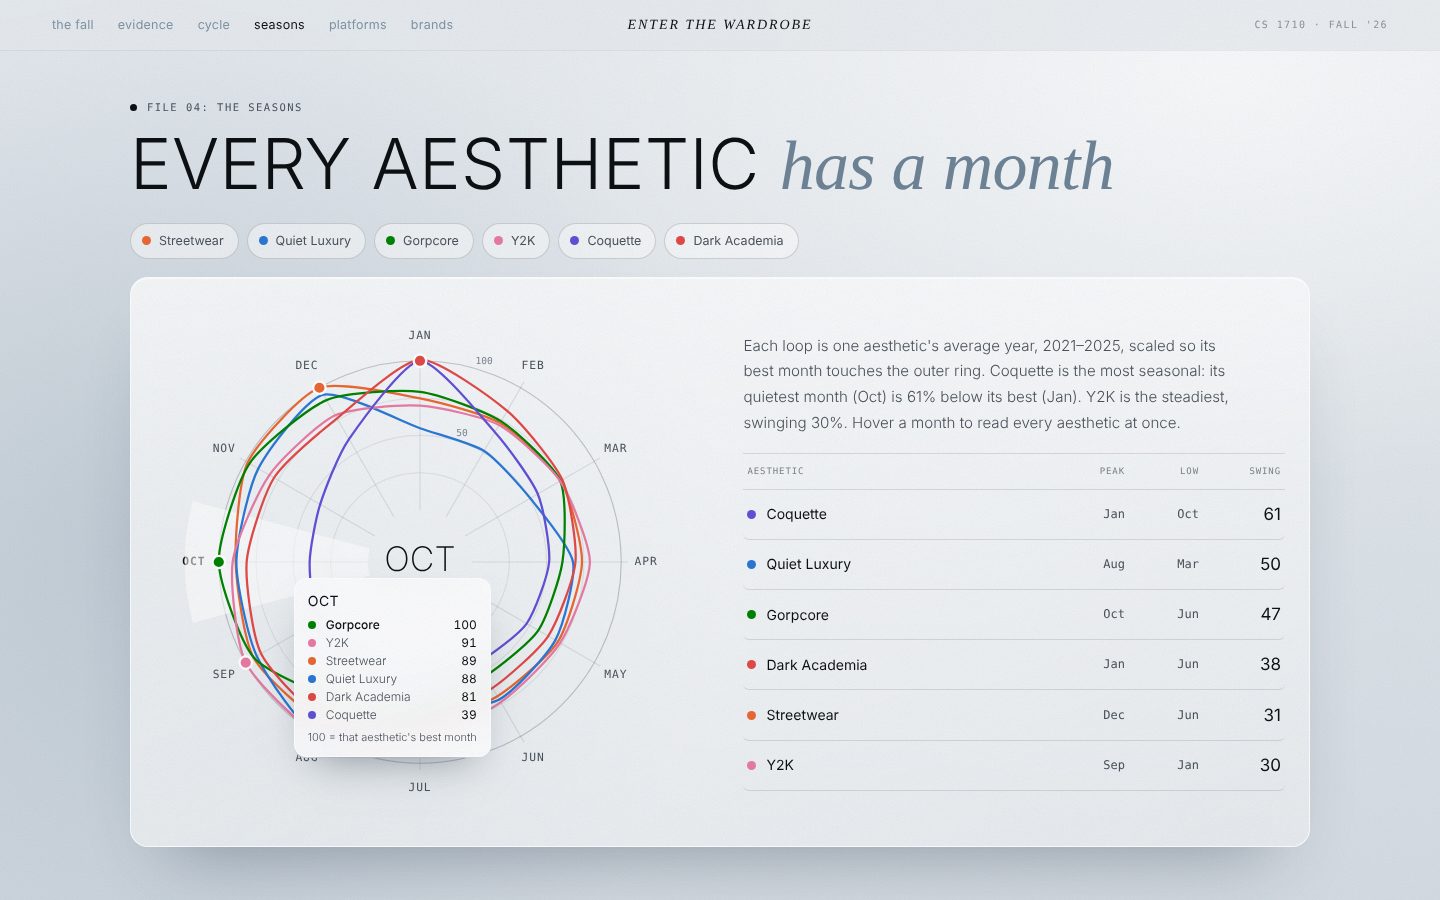 the fall evidence cycle seasons platforms brands ENTER THE WARDROBE CS 1710 · FALL '26
FILE 04: THE SEASONS
EVERY AESTHETIC has a month
Streetwear Quiet Luxury Gorpcore Y2K Coquette Dark Academia
JAN
FEB
MAR
APR
MAY
JUN
JUL
AUG
SEP
OCT
NOV
DEC
100
50
OCT
OCT
Gorpcore 100
Y2K 91
Streetwear 89
Quiet Luxury 88
Dark Academia 81
Coquette 39
100 = that aesthetic's best month
Each loop is one aesthetic's average year, 2021–2025, scaled so its
best month touches the outer ring. Coquette is the most seasonal: its
quietest month (Oct) is 61% below its best (Jan). Y2K is the steadiest,
swinging 30%. Hover a month to read every aesthetic at once.
AESTHETIC PEAK LOW SWING
Coquette Jan Oct 61
Quiet Luxury Aug Mar 50
Gorpcore Oct Jun 47
Dark Academia Jan Jun 38
Streetwear Dec Jun 31
Y2K Sep Jan 30